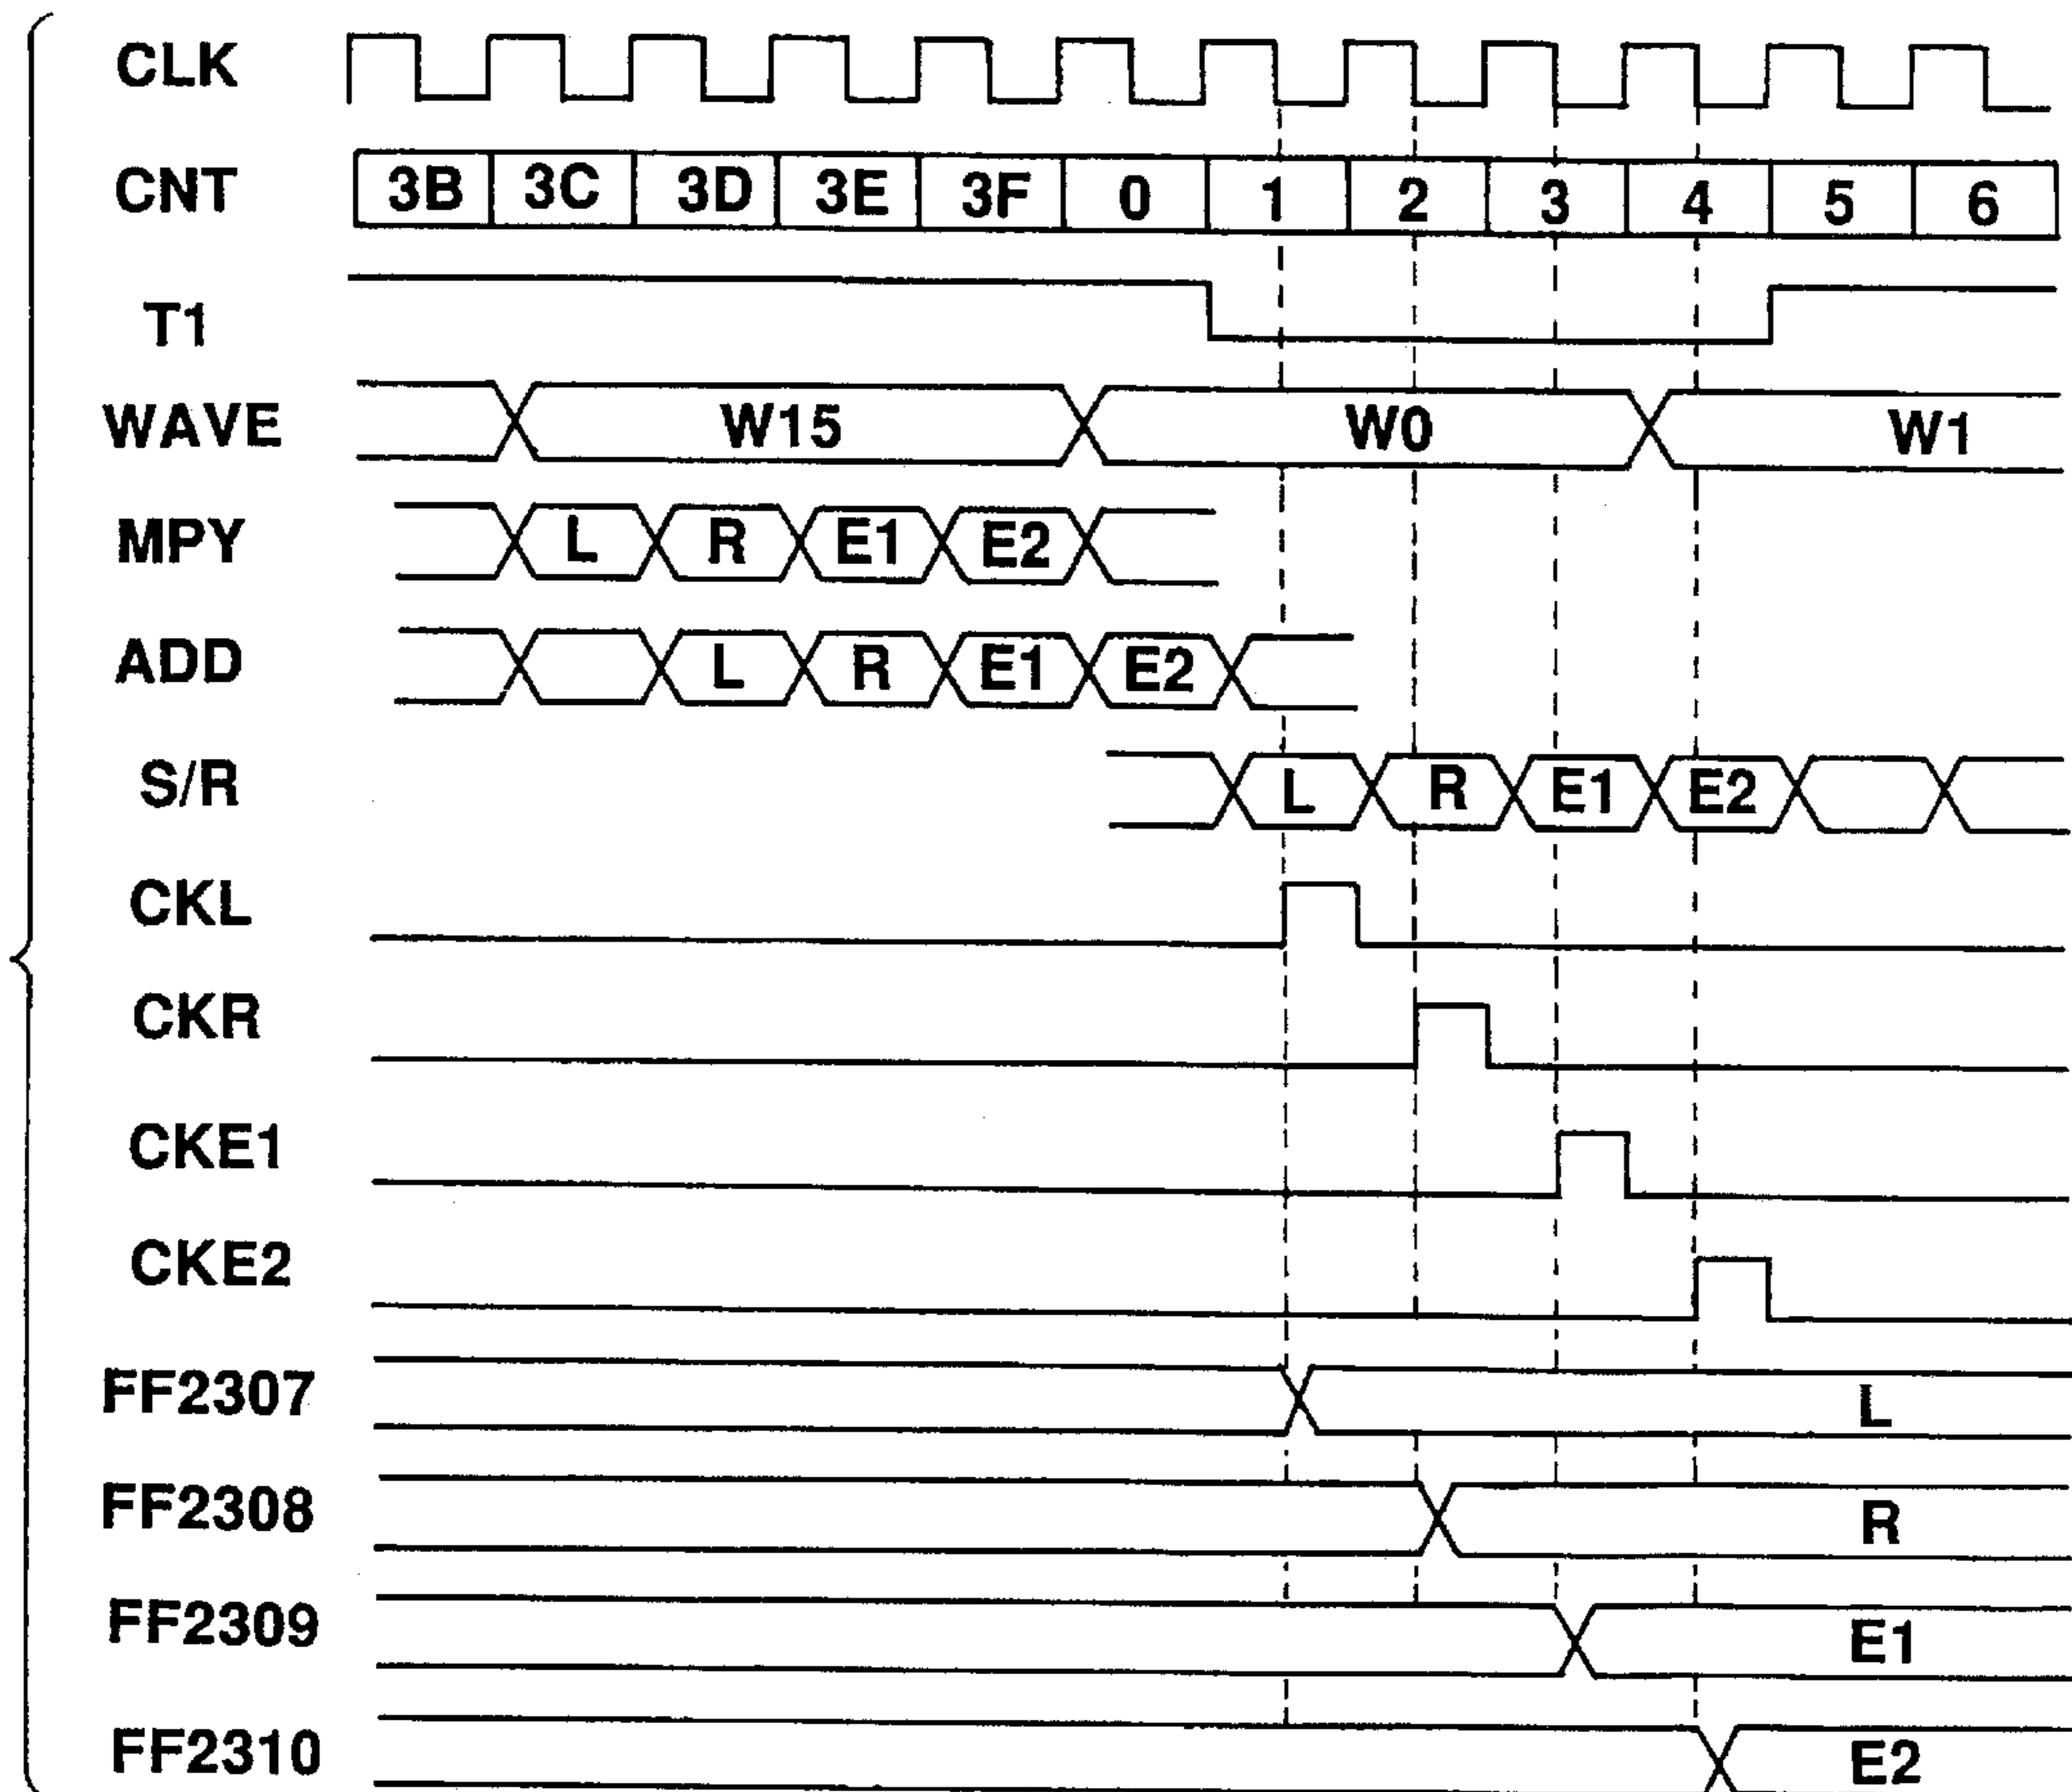 CLK
CNT 3B 3C 3D 3E 3F 0 1 2 3 4 5 6
T1
WAVE W15 W0 W1
MPY L R E1 E2
ADD L R E1 E2
S/R L R E1 E2
CKL
CKR
CKE1
CKE2
FF2307 L
FF2308 R
FF2309 E1
FF2310 E2